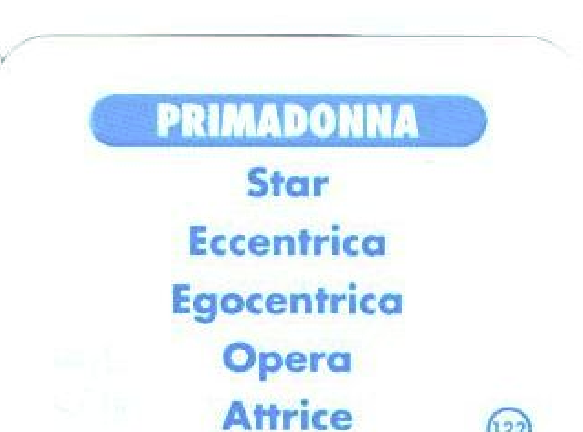 PRIMADONNA
Star
Eccentrica
Egocentrica
Opera
Attrice
122